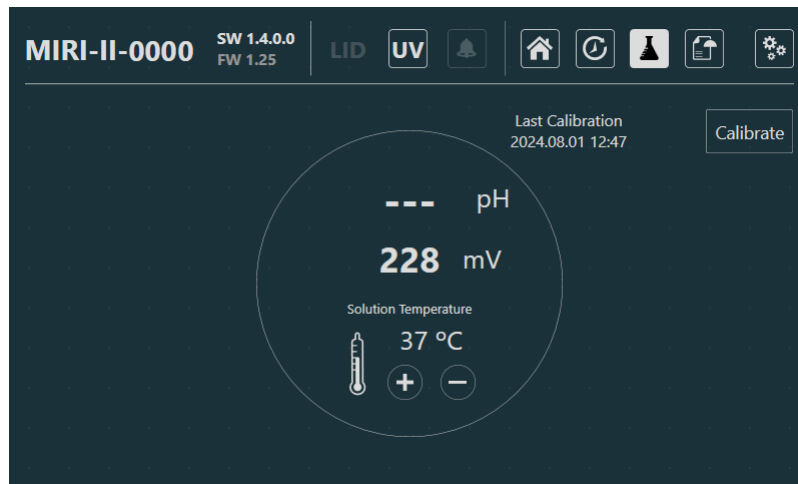 MIRI-II-0000
SW 1.4.0.0
FW 1.25
LID
UV
Last Calibration
2024.08.01 12:47
Calibrate
--- pH
228 mV
Solution Temperature
37 ºC
+ −